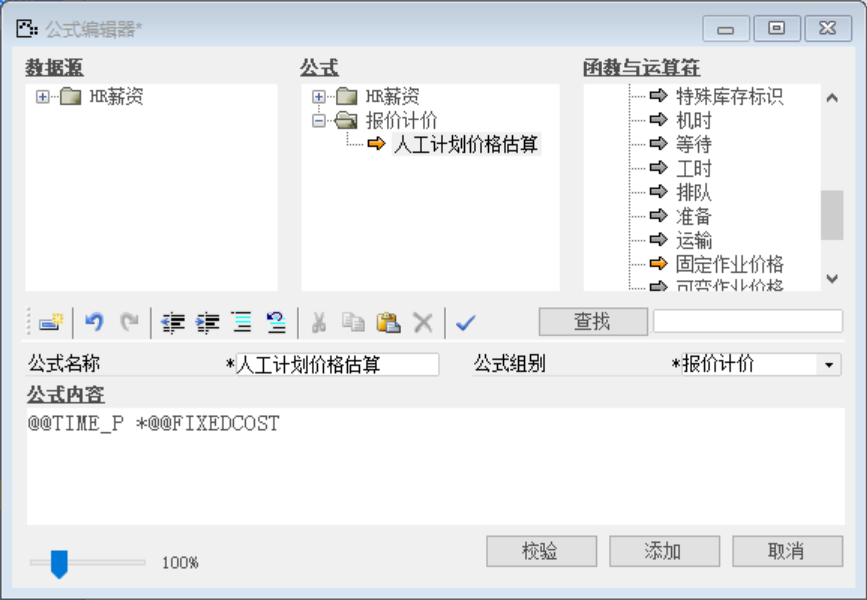 公式编辑器*
数据源
公式
函数与运算符
HR薪资
HR薪资
报价计价
人工计划价格估算
特殊库存标识
机时
等待
工时
排队
准备
运输
固定作业价格
可变作业价格
查找
公式名称
*人工计划价格估算
公式组别
*报价计价
公式内容
@@TIME_P *@@FIXEDCOST
100%
校验
添加
取消